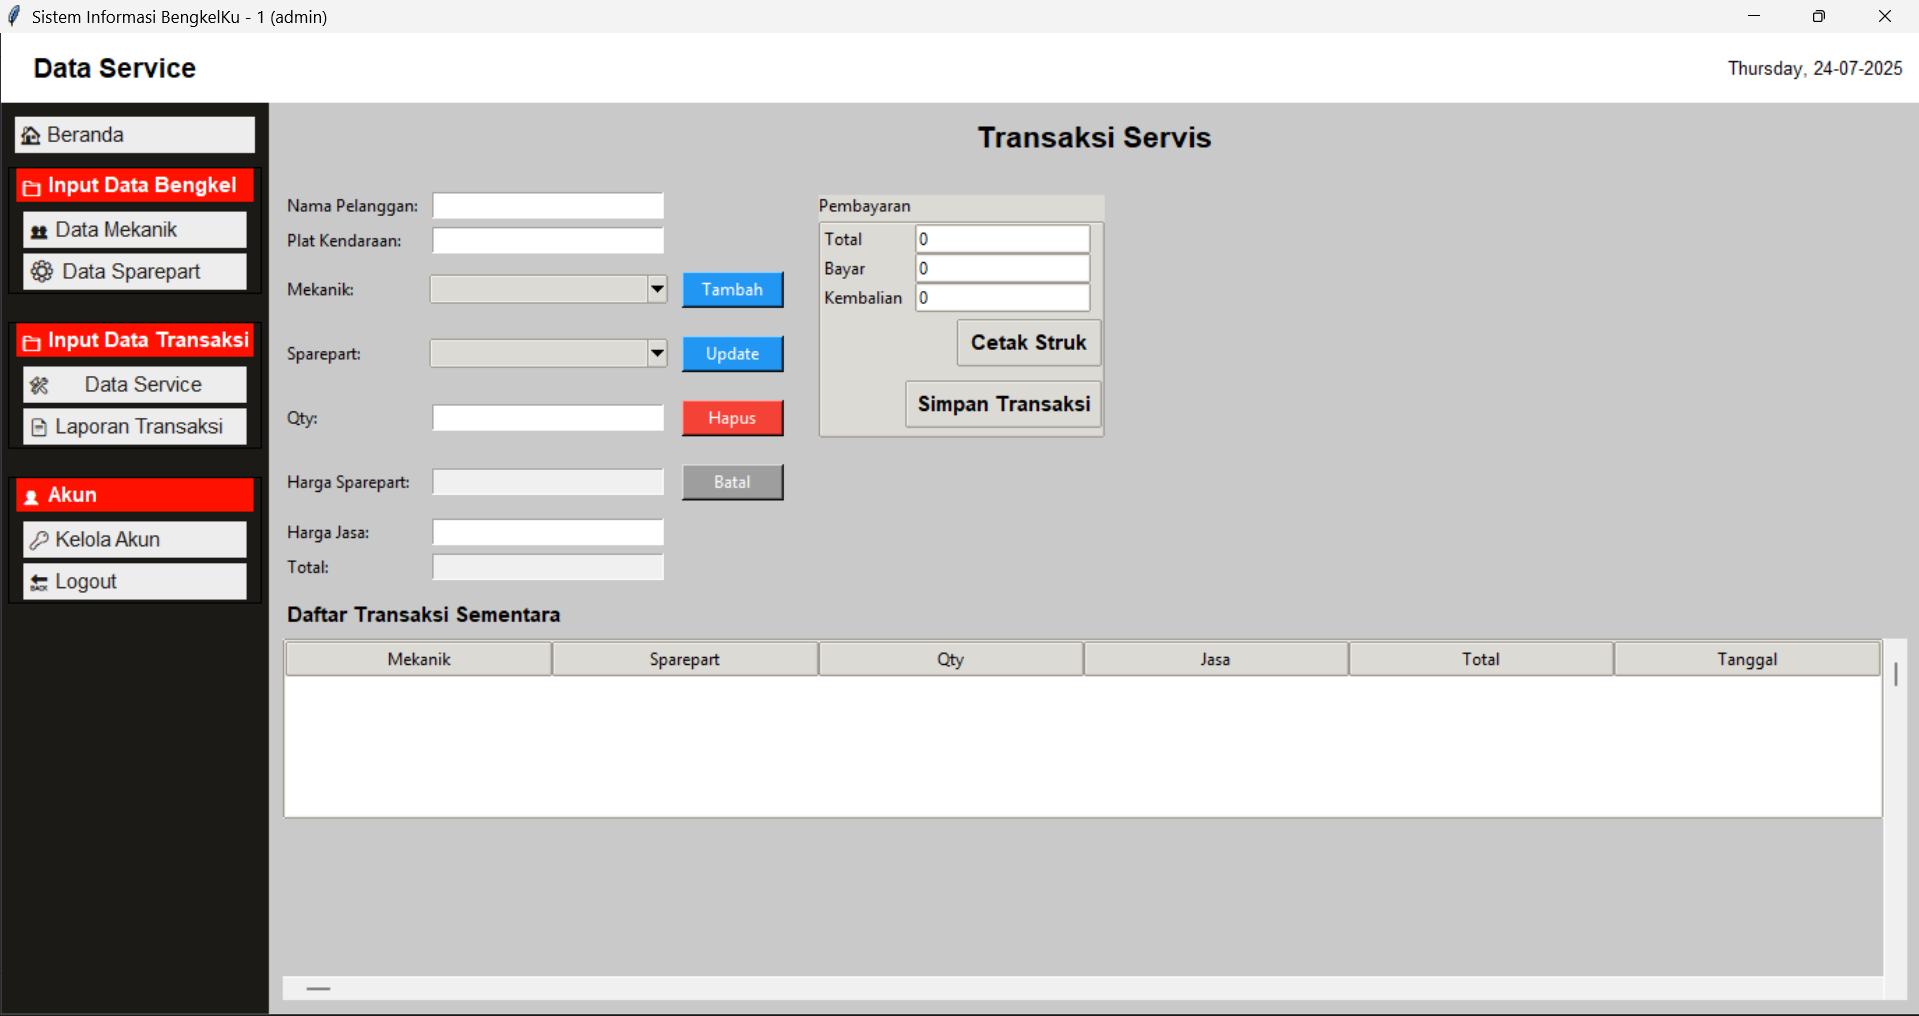 Sistem Informasi BengkelKu - 1 (admin)
Data Service
Thursday, 24-07-2025
Beranda
Input Data Bengkel
Data Mekanik
Data Sparepart
Input Data Transaksi
Data Service
Laporan Transaksi
Akun
Kelola Akun
BACK Logout
Transaksi Servis
Nama Pelanggan:
Plat Kendaraan:
Mekanik:
Tambah
Sparepart:
Update
Qty:
Hapus
Harga Sparepart:
Batal
Harga Jasa:
Total:
Pembayaran
Total 0
Bayar 0
Kembalian 0
Cetak Struk
Simpan Transaksi
Daftar Transaksi Sementara
Mekanik Sparepart Qty Jasa Total Tanggal